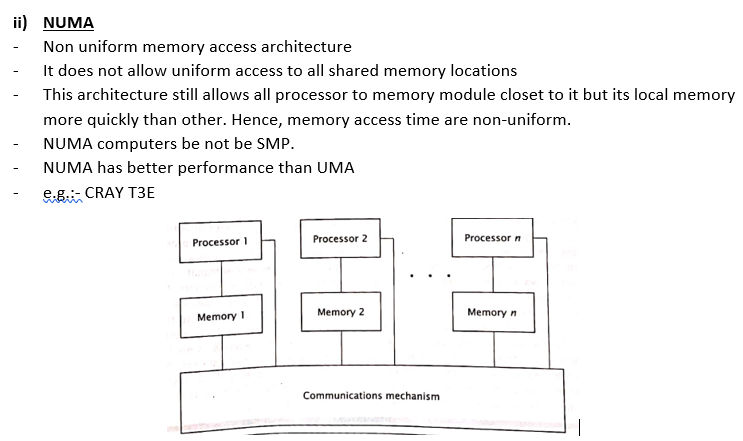 ii) NUMA
- Non uniform memory access architecture
- It does not allow uniform access to all shared memory locations
- This architecture still allows all processor to memory module closet to it but its local memory
more quickly than other. Hence, memory access time are non-uniform.
- NUMA computers be not be SMP.
- NUMA has better performance than UMA
- e.g.:- CRAY T3E
Processor 1 Processor 2 Processor n
. . .
Memory 1 Memory 2 Memory n
Communications mechanism